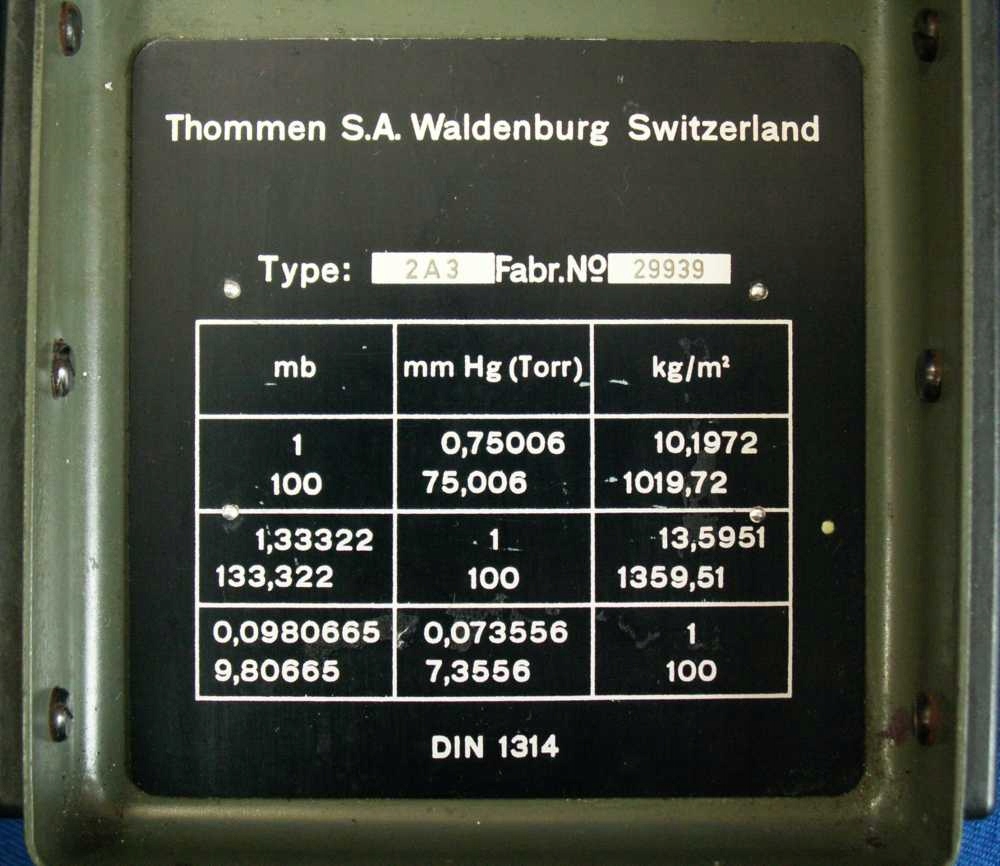 Thommen S.A. Waldenburg Switzerland
Type: 2A3 Fabr.Nº 29939
mb mm Hg (Torr) kg/m²
1 0,75006 10,1972
100 75,006 1019,72
1,33322 1 13,5951
133,322 100 1359,51
0,0980665 0,073556 1
9,80665 7,3556 100
DIN 1314